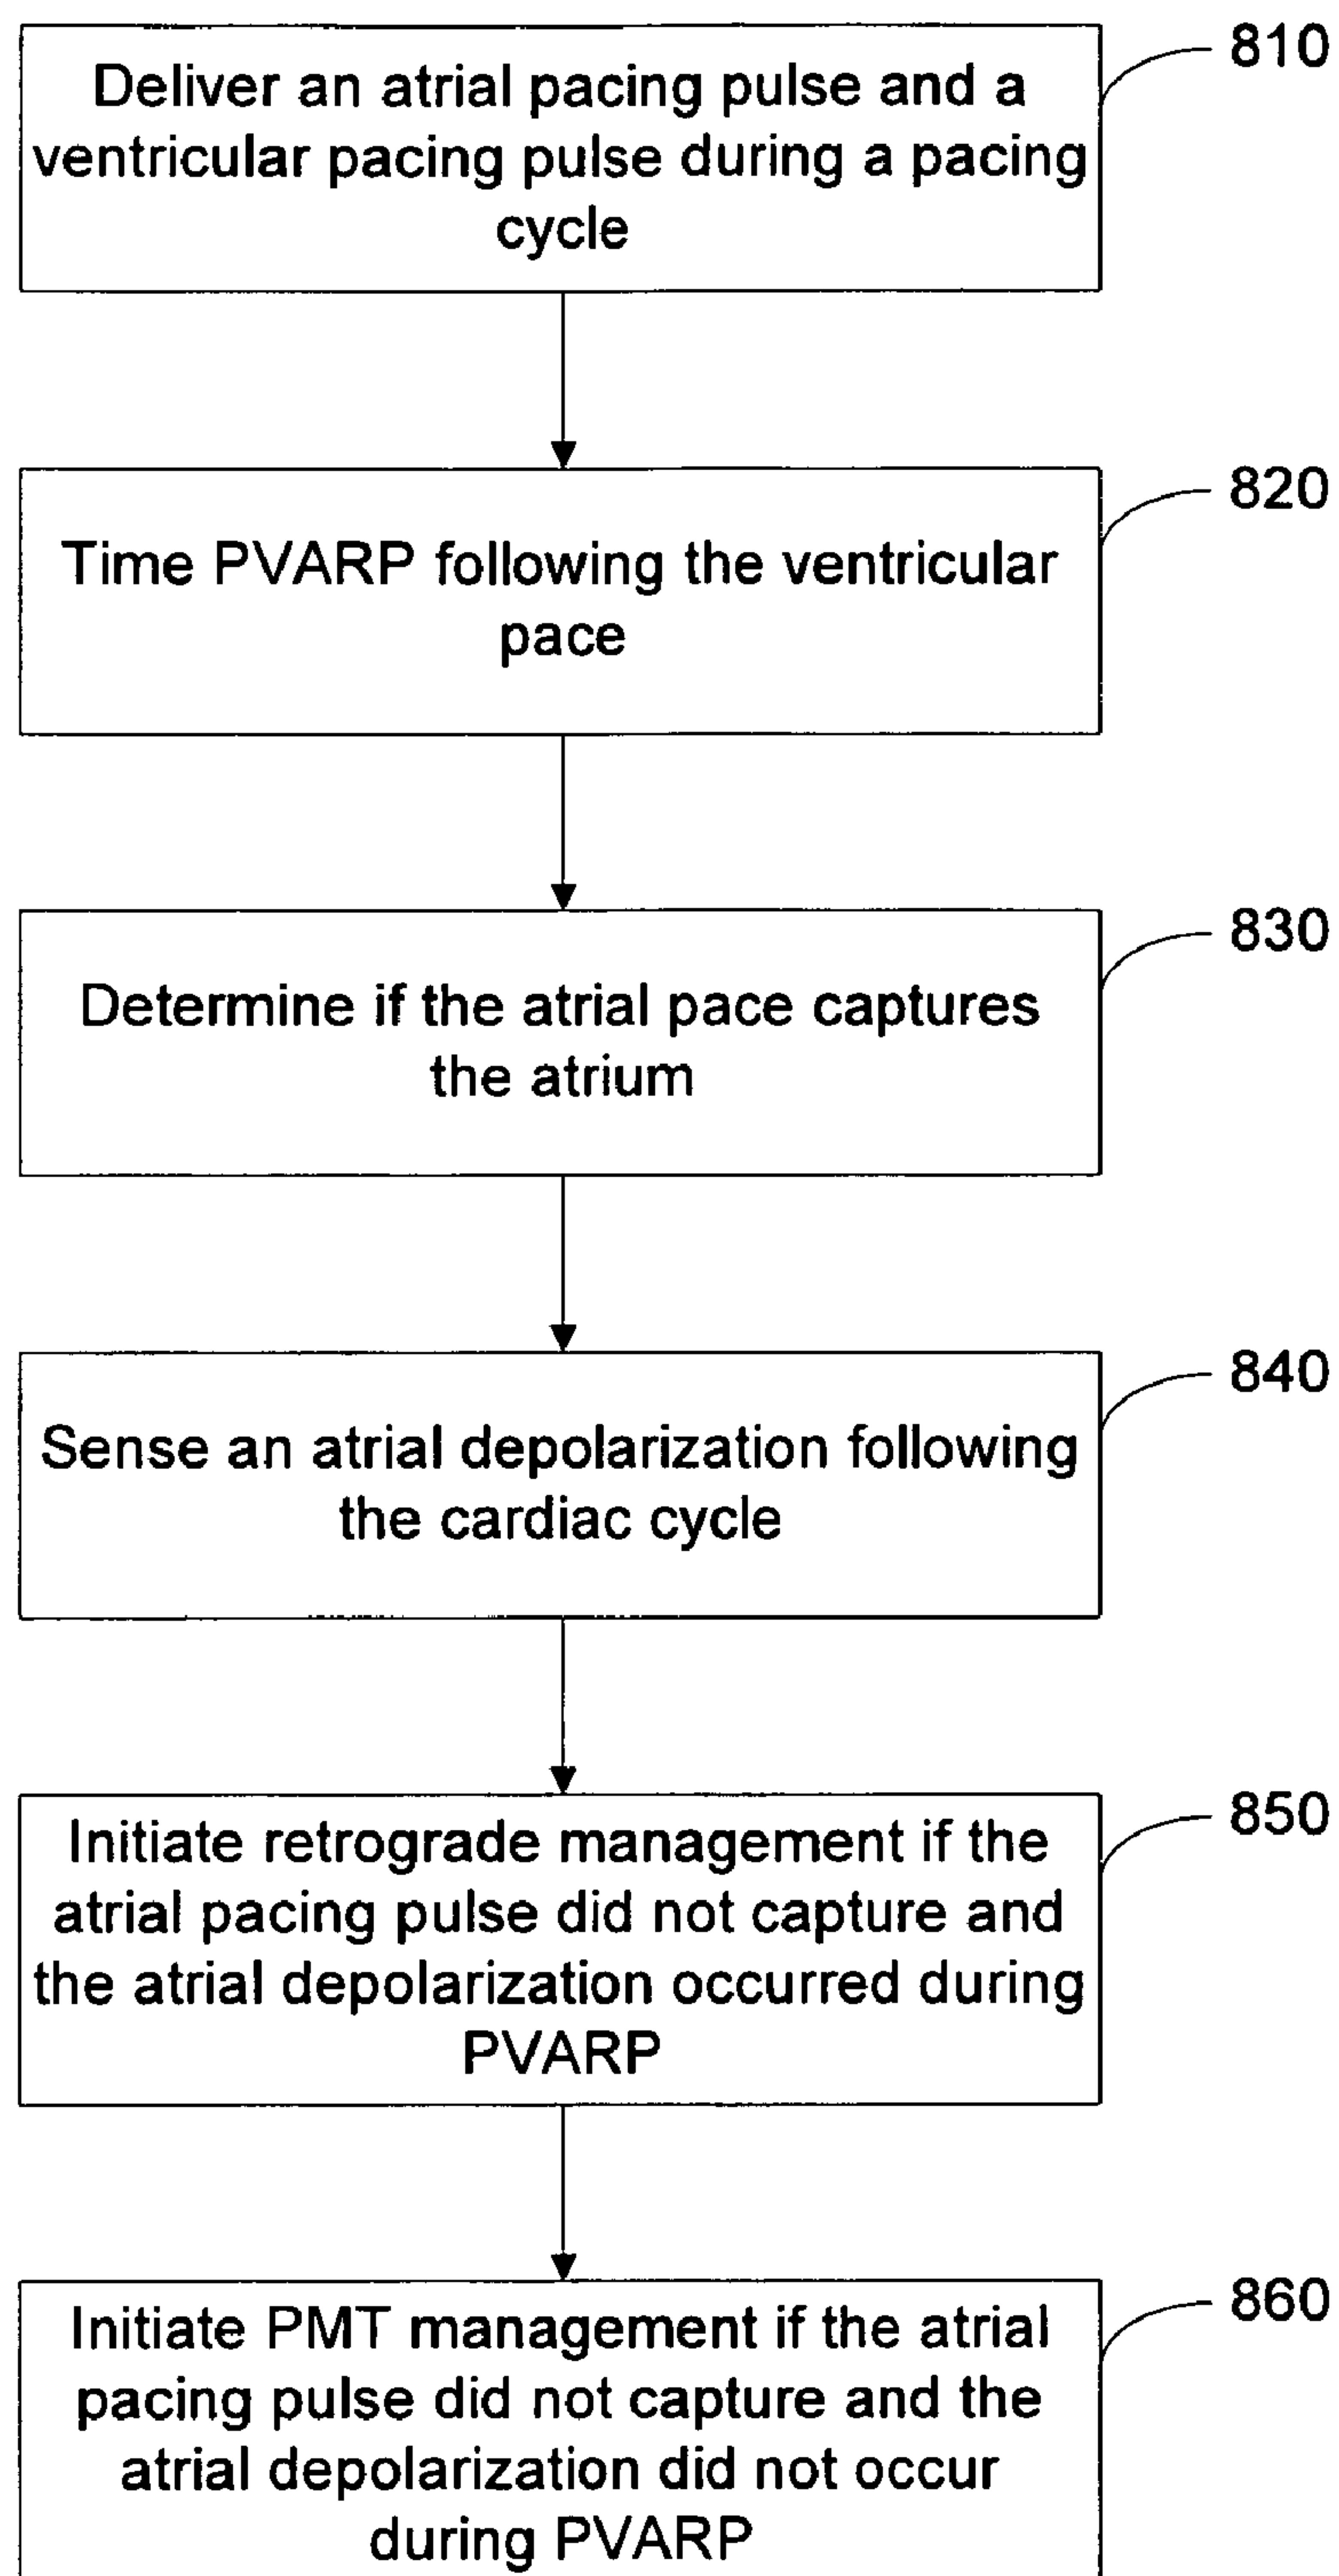 810
Deliver an atrial pacing pulse and a
ventricular pacing pulse during a pacing
cycle
820
Time PVARP following the ventricular
pace
830
Determine if the atrial pace captures
the atrium
840
Sense an atrial depolarization following
the cardiac cycle
850
Initiate retrograde management if the
atrial pacing pulse did not capture and
the atrial depolarization occurred during
PVARP
860
Initiate PMT management if the atrial
pacing pulse did not capture and the
atrial depolarization did not occur
during PVARP